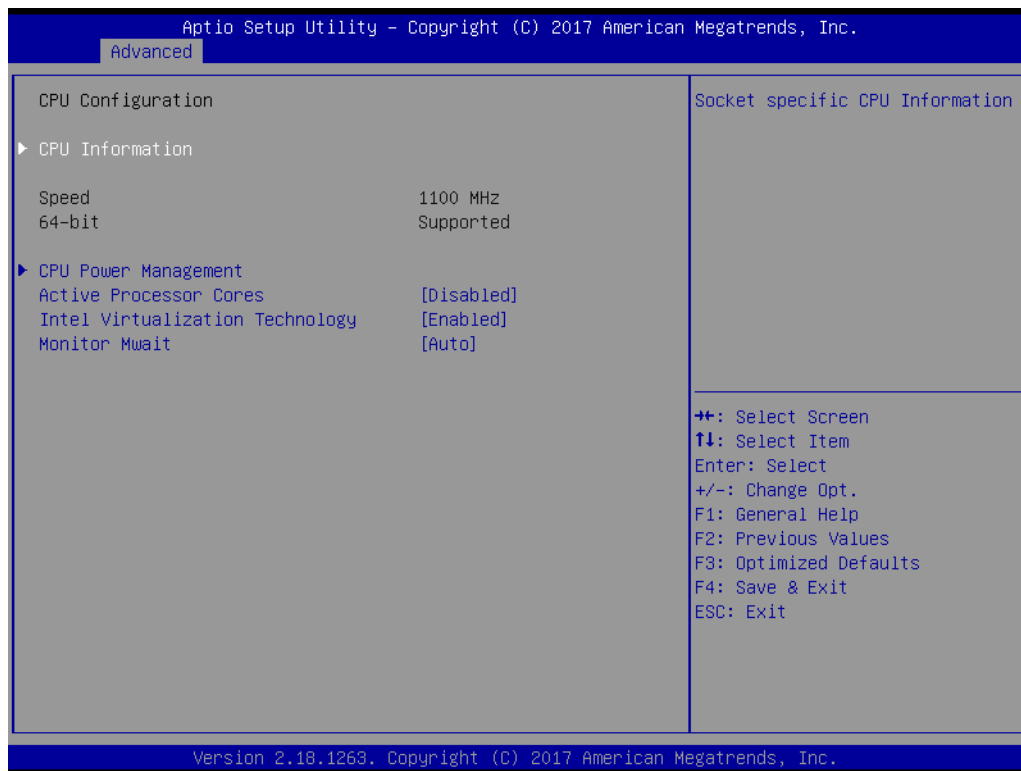 Aptio Setup Utility – Copyright (C) 2017 American Megatrends, Inc.
Advanced
CPU Configuration
CPU Information
Speed 1100 MHz
64-bit Supported
CPU Power Management
Active Processor Cores [Disabled]
Intel Virtualization Technology [Enabled]
Monitor Mwait [Auto]
Socket specific CPU Information
→←: Select Screen
↑↓: Select Item
Enter: Select
+/-: Change Opt.
F1: General Help
F2: Previous Values
F3: Optimized Defaults
F4: Save & Exit
ESC: Exit
Version 2.18.1263. Copyright (C) 2017 American Megatrends, Inc.